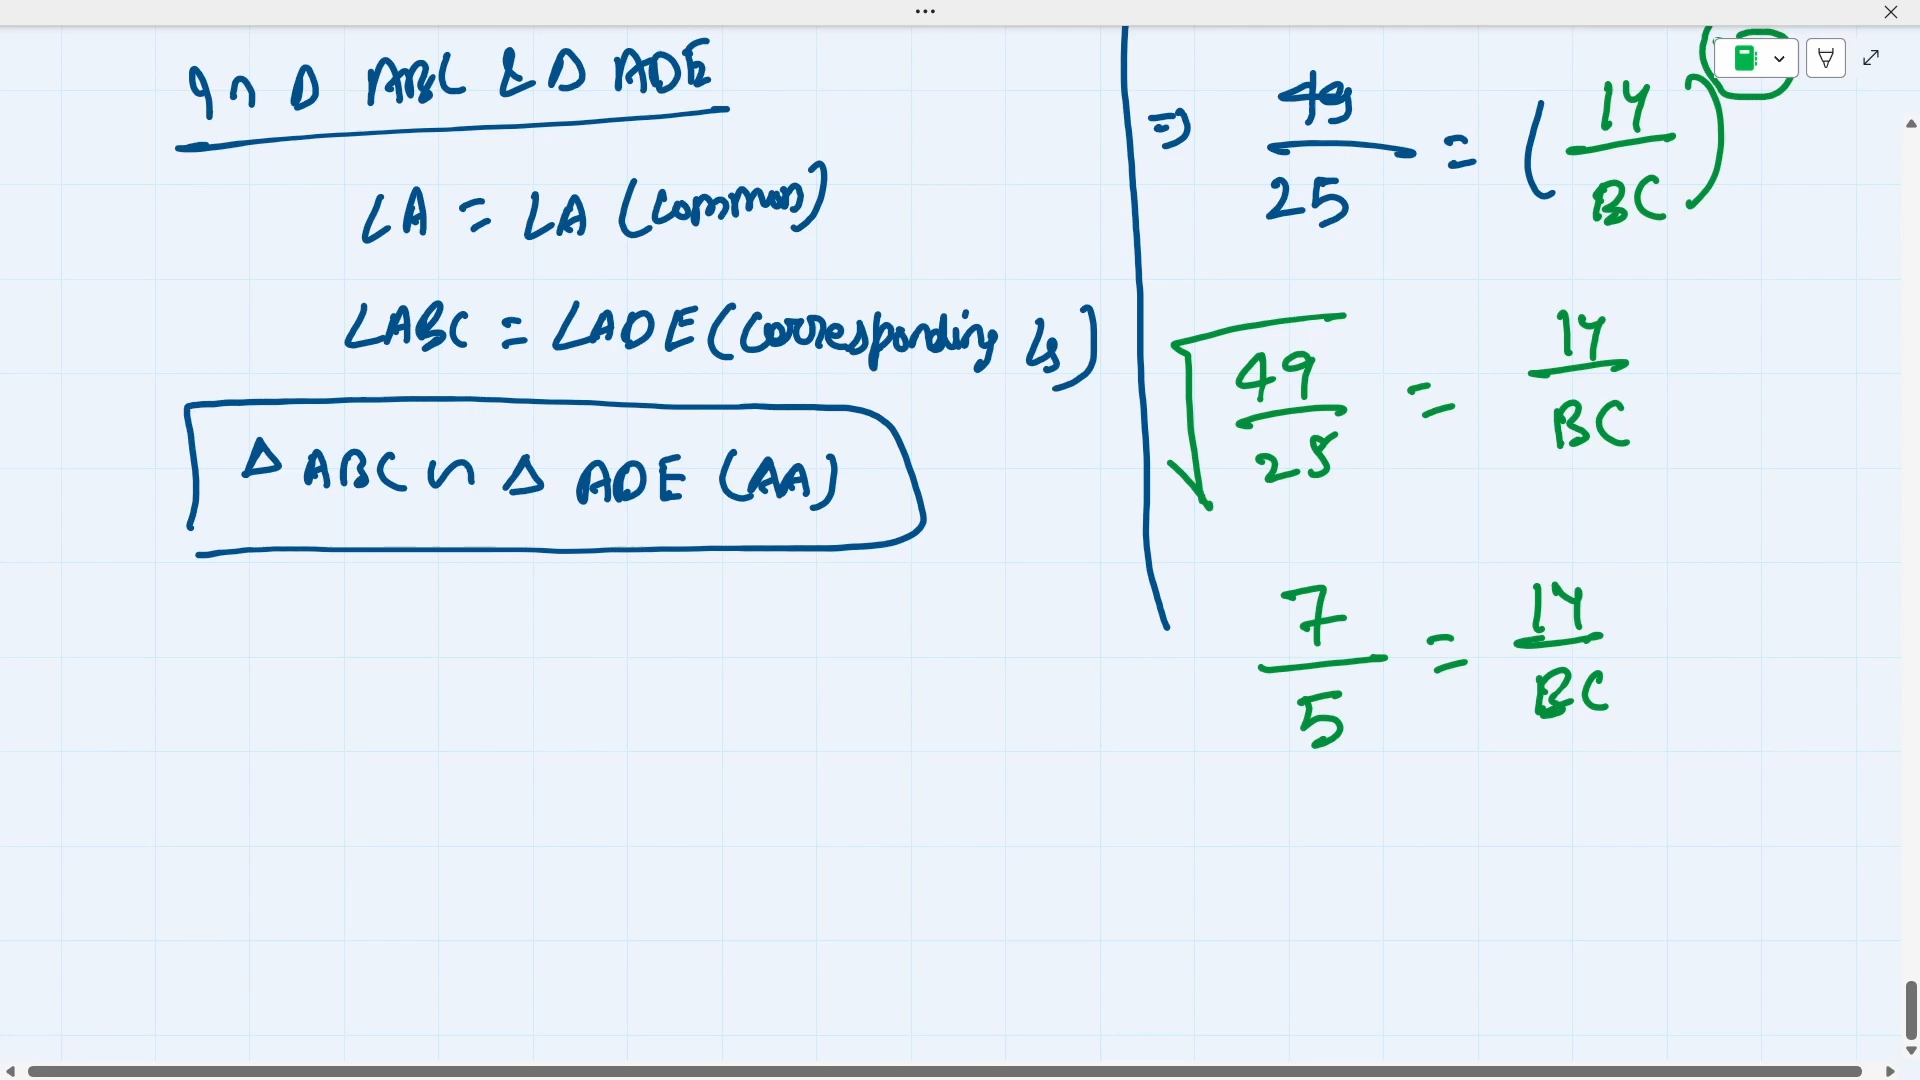 In Δ ABC & Δ ADE
∠A = ∠A (common)
∠ABC = ∠ADE (corresponding ∠s)
Δ ABC ~ Δ ADE (AA)
⇒ 49/25 = (14/BC)
√(49/25) = 14/BC
7/5 = 14/BC